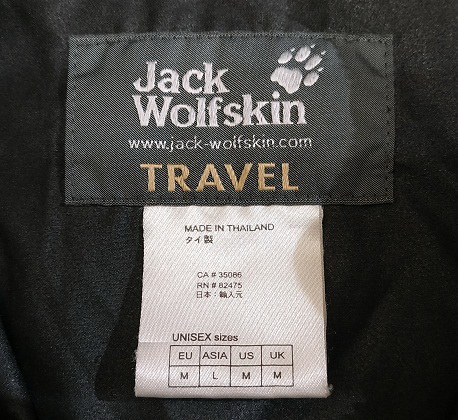 Jack
Wolfskin
www.jack-wolfskin.com
TRAVEL
MADE IN THAILAND
タイ製
CA # 35086
RN # 82475
日本：輸入元
UNISEX sizes
EU ASIA US UK
M L M M